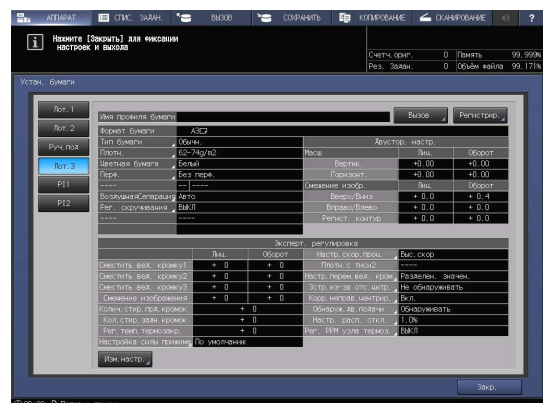 АППАРАТ СПИС. ЗАДАН. ВЫЗОВ СОХРАНИТЬ КОПИРОВАНИЕ СКАНИРОВАНИЕ ?
Нажмите [Закрыть] для фиксации
настроек и выхода
Счетч.ориг. 0 Память 99.999%
Рез. Задан. 0 Объём файла 99.171%
Устан. бумаги
Лот.1
Лот.2
Руч.под.
Лот.3
PI1
PI2
Имя профиля бумаги Вызов Регистрир.
Формат бумаги A3
Тип бумаги Обычн. Двустор. настр.
Плотн. 62-74g/m2 Масш Лиц. Оборот
Цветная бумага Белый Вертик. +0.00 +0.00
Перф. Без перф. Горизонт. +0.00 +0.00
---- -- ---- Смещение изобр. Лиц. Оборот
ВоздушнаяСепарация Авто Вверх/Вниз + 0.0 + 0.4
Рег. скручивания ВЫКЛ Вправо/Влево + 0.0 + 0.0
---- ---- Регист. контур + 0.0 + 0.0
Эксперт. регулировка
Лиц. Оборот Настр.скор.проц. Выс.скор
Сместить вед. кромку1 + 0 + 0 Плотн.с тисн2 ----
Сместить вед. кромку2 + 0 + 0 Настр.перем.вед. кром. Разделен. значен.
Сместить вед. кромку3 + 0 + 0 Зстр.из-за отс.цнтр. Не обнаруживать
Смещение изображения + 0 + 0 Корр.неправ.центрир. Вкл.
Колич.стир.прд.кромок + 0 Обнаруж.дв.подачи Обнаруживать
Кол.стир.задн.кромок + 0 Настр. расп. откл. 1.0%
Рег.темп.термозакр. + 0 Рег. PPM узла термоз. ВЫКЛ
Настройка силы прижима По умолчанию
Изм.настр.
Закр.